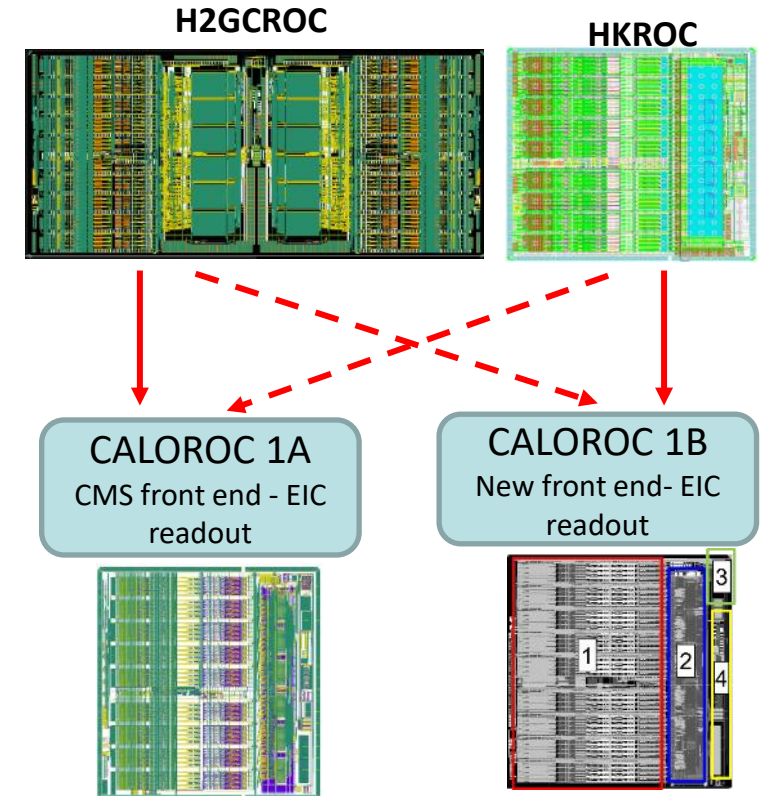 H2GCROC
HKROC
CALOROC 1A
CMS front end - EIC
readout
CALOROC 1B
New front end- EIC
readout
1
2
3
4